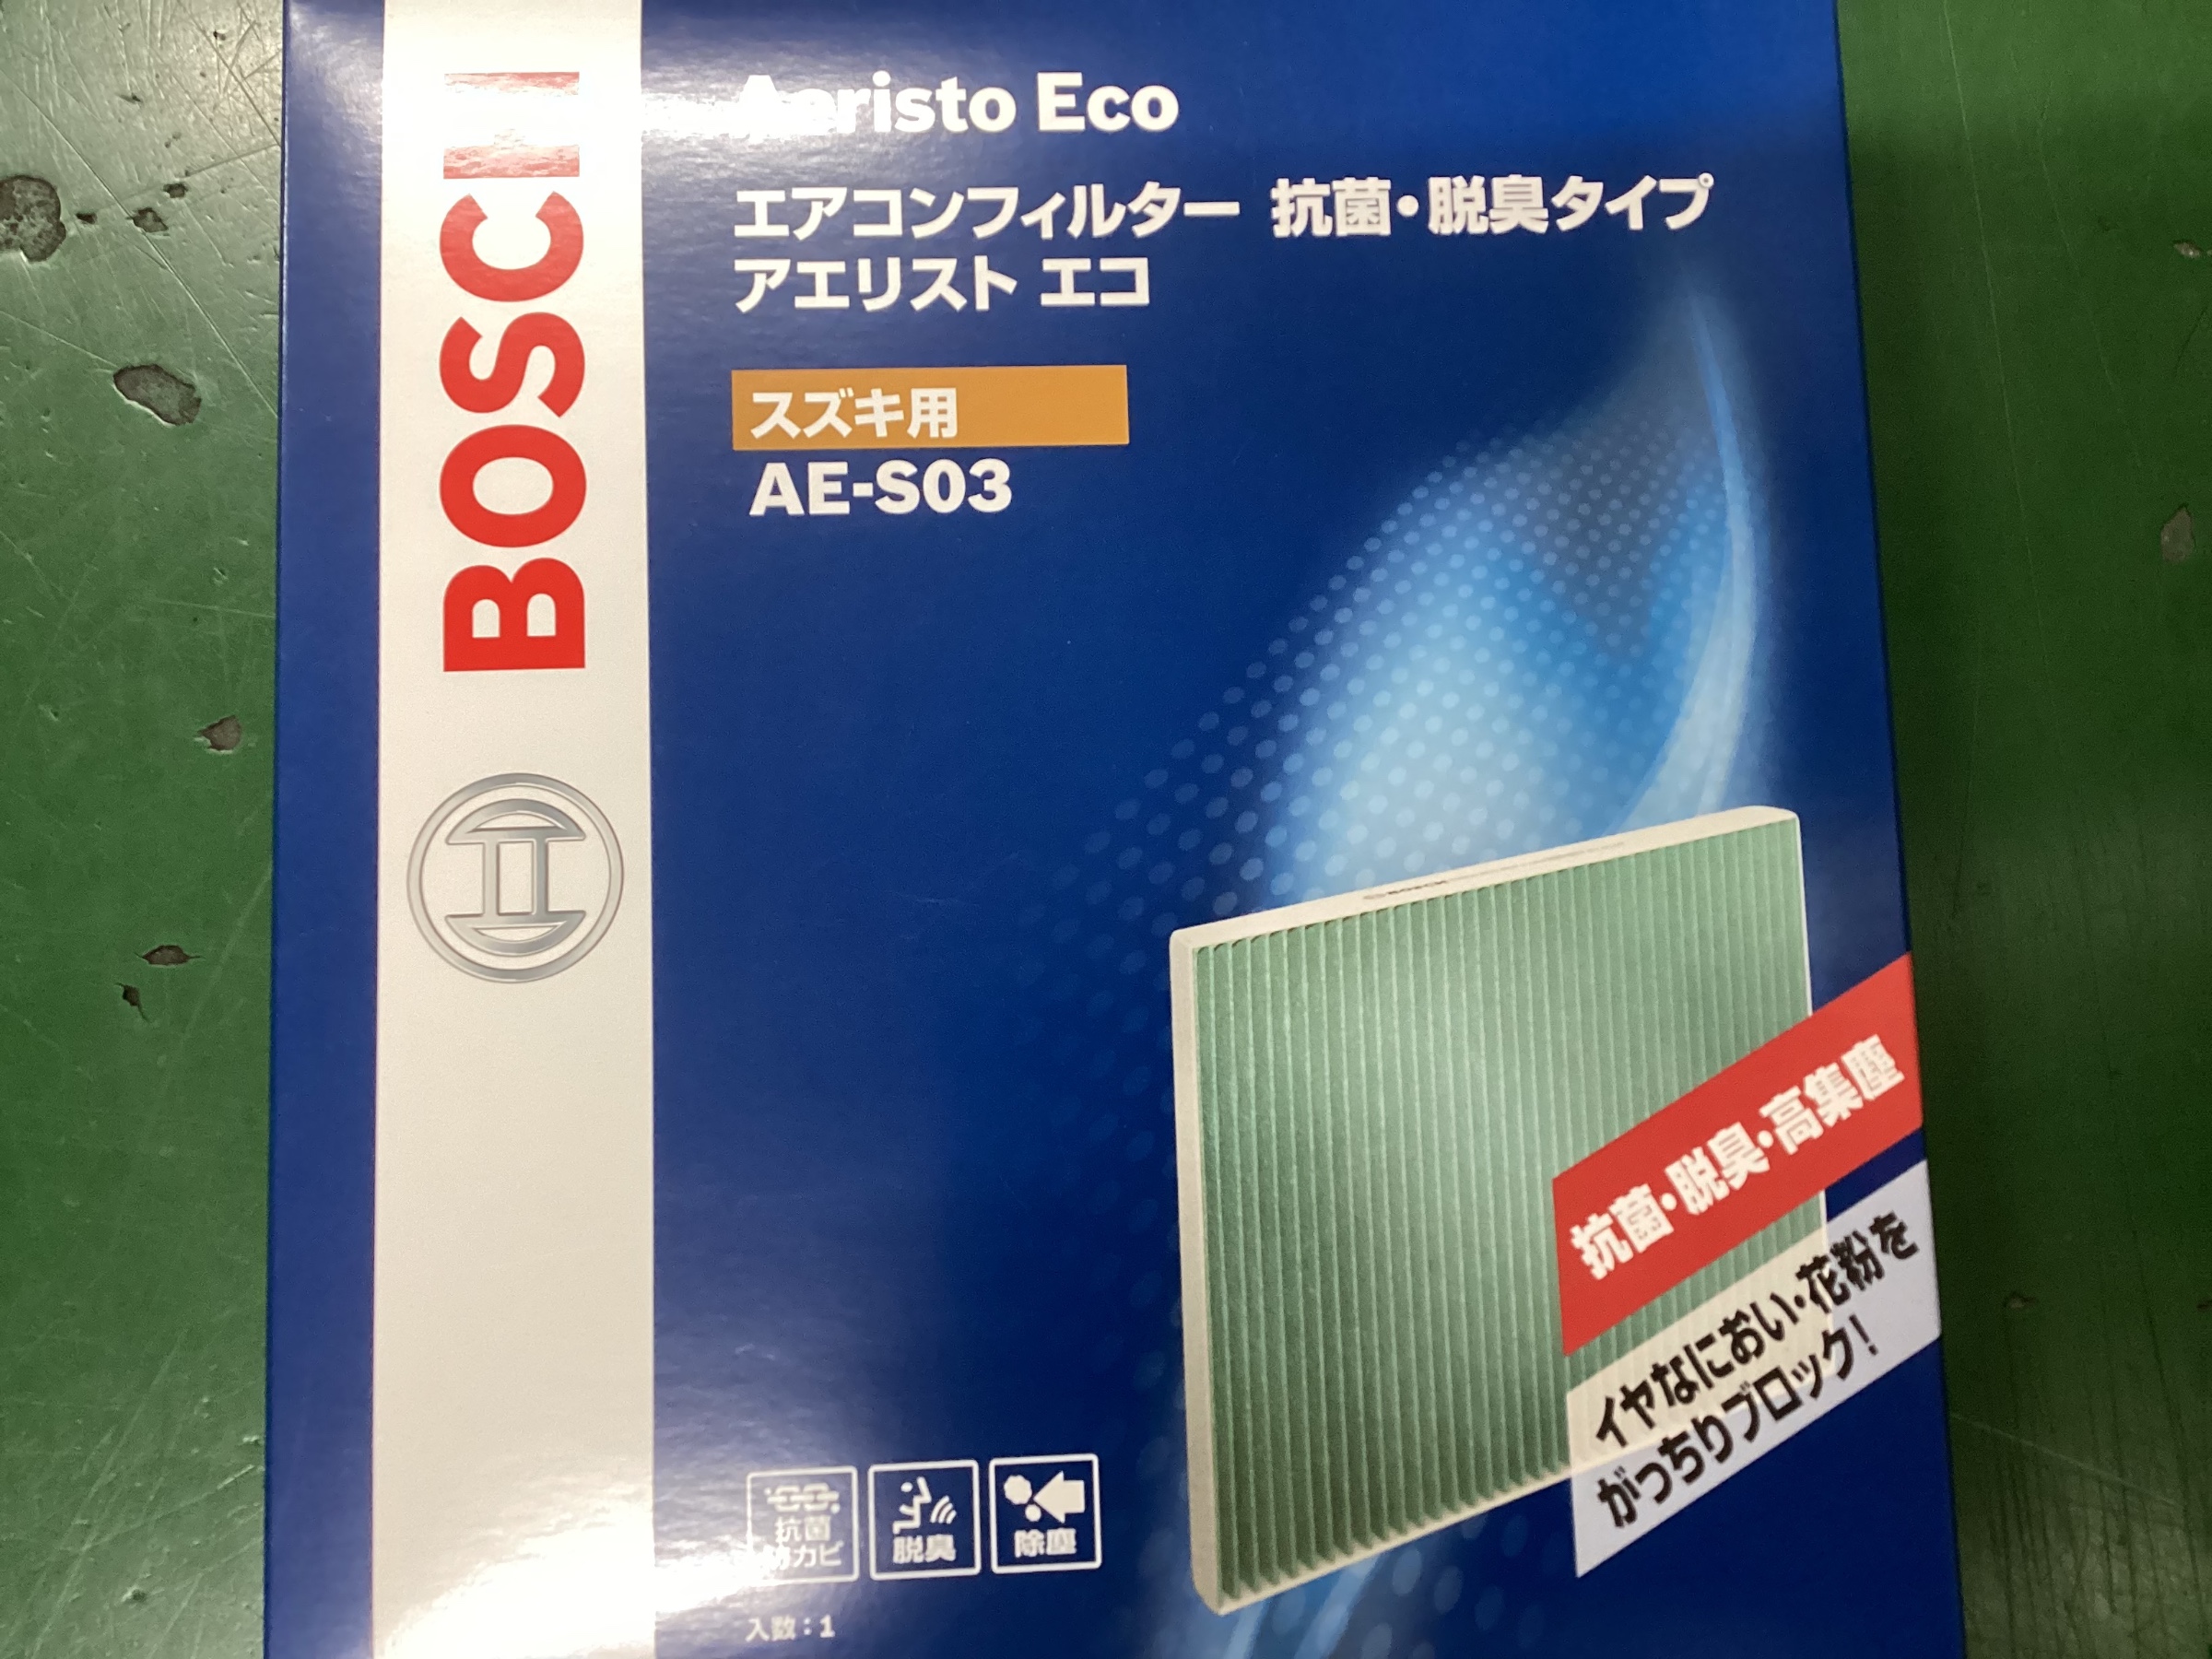 BOSCH
Aeristo Eco
エアコンフィルター 抗菌・脱臭タイプ
アエリスト エコ
スズキ用
AE-S03
抗菌・脱臭・高集塵
イヤなにおい・花粉を
がっちりブロック!
抗菌
防カビ
脱臭
除塵
入数:1